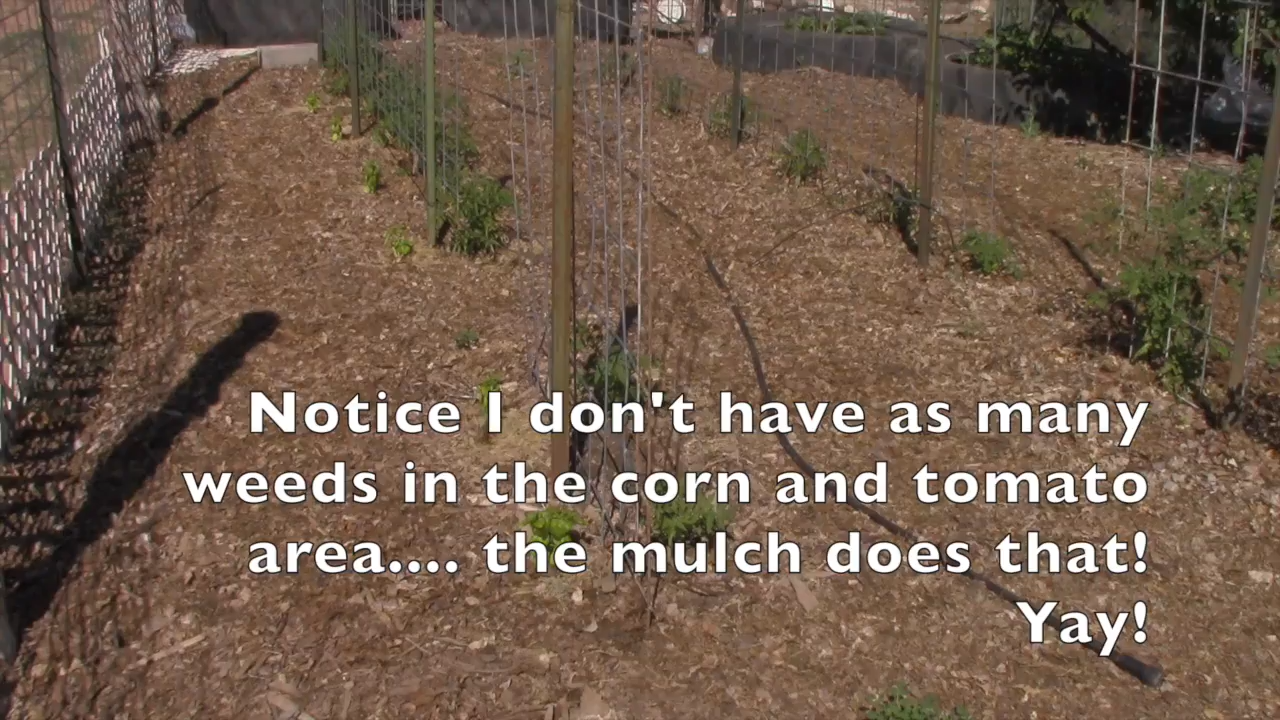 Notice I don't have as many
weeds in the corn and tomato
area.... the mulch does that!
Yay!